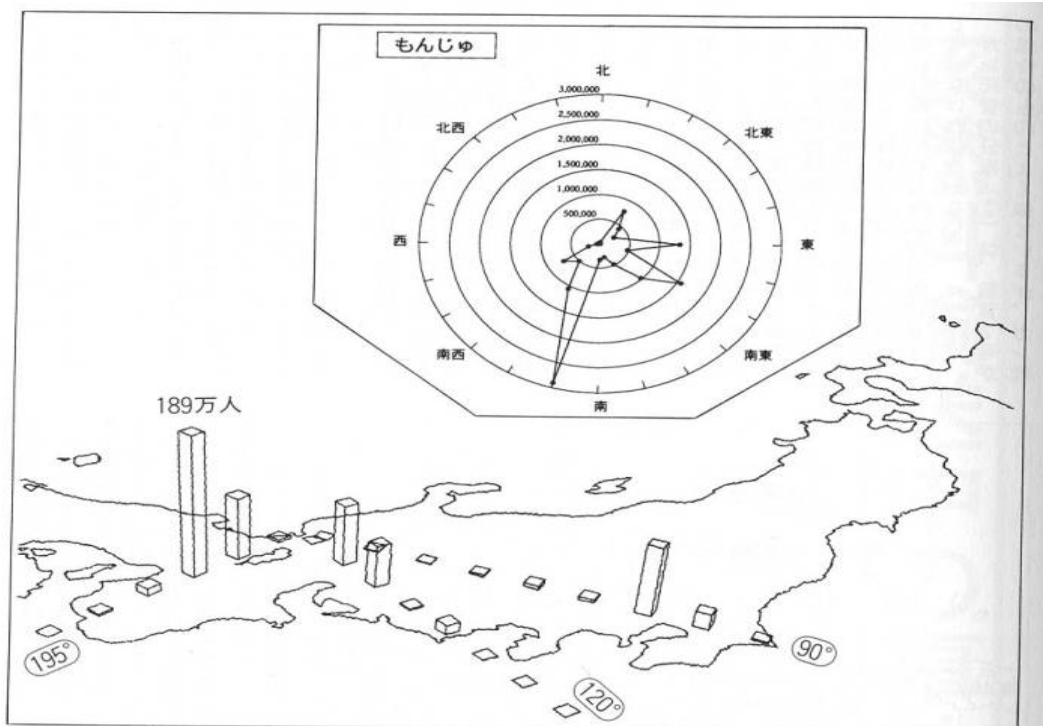 もんじゅ
北
3,000,000
2,500,000
2,000,000
1,500,000
1,000,000
500,000
北西
北東
西
東
南西
南東
南
189万人
195°
120°
90°